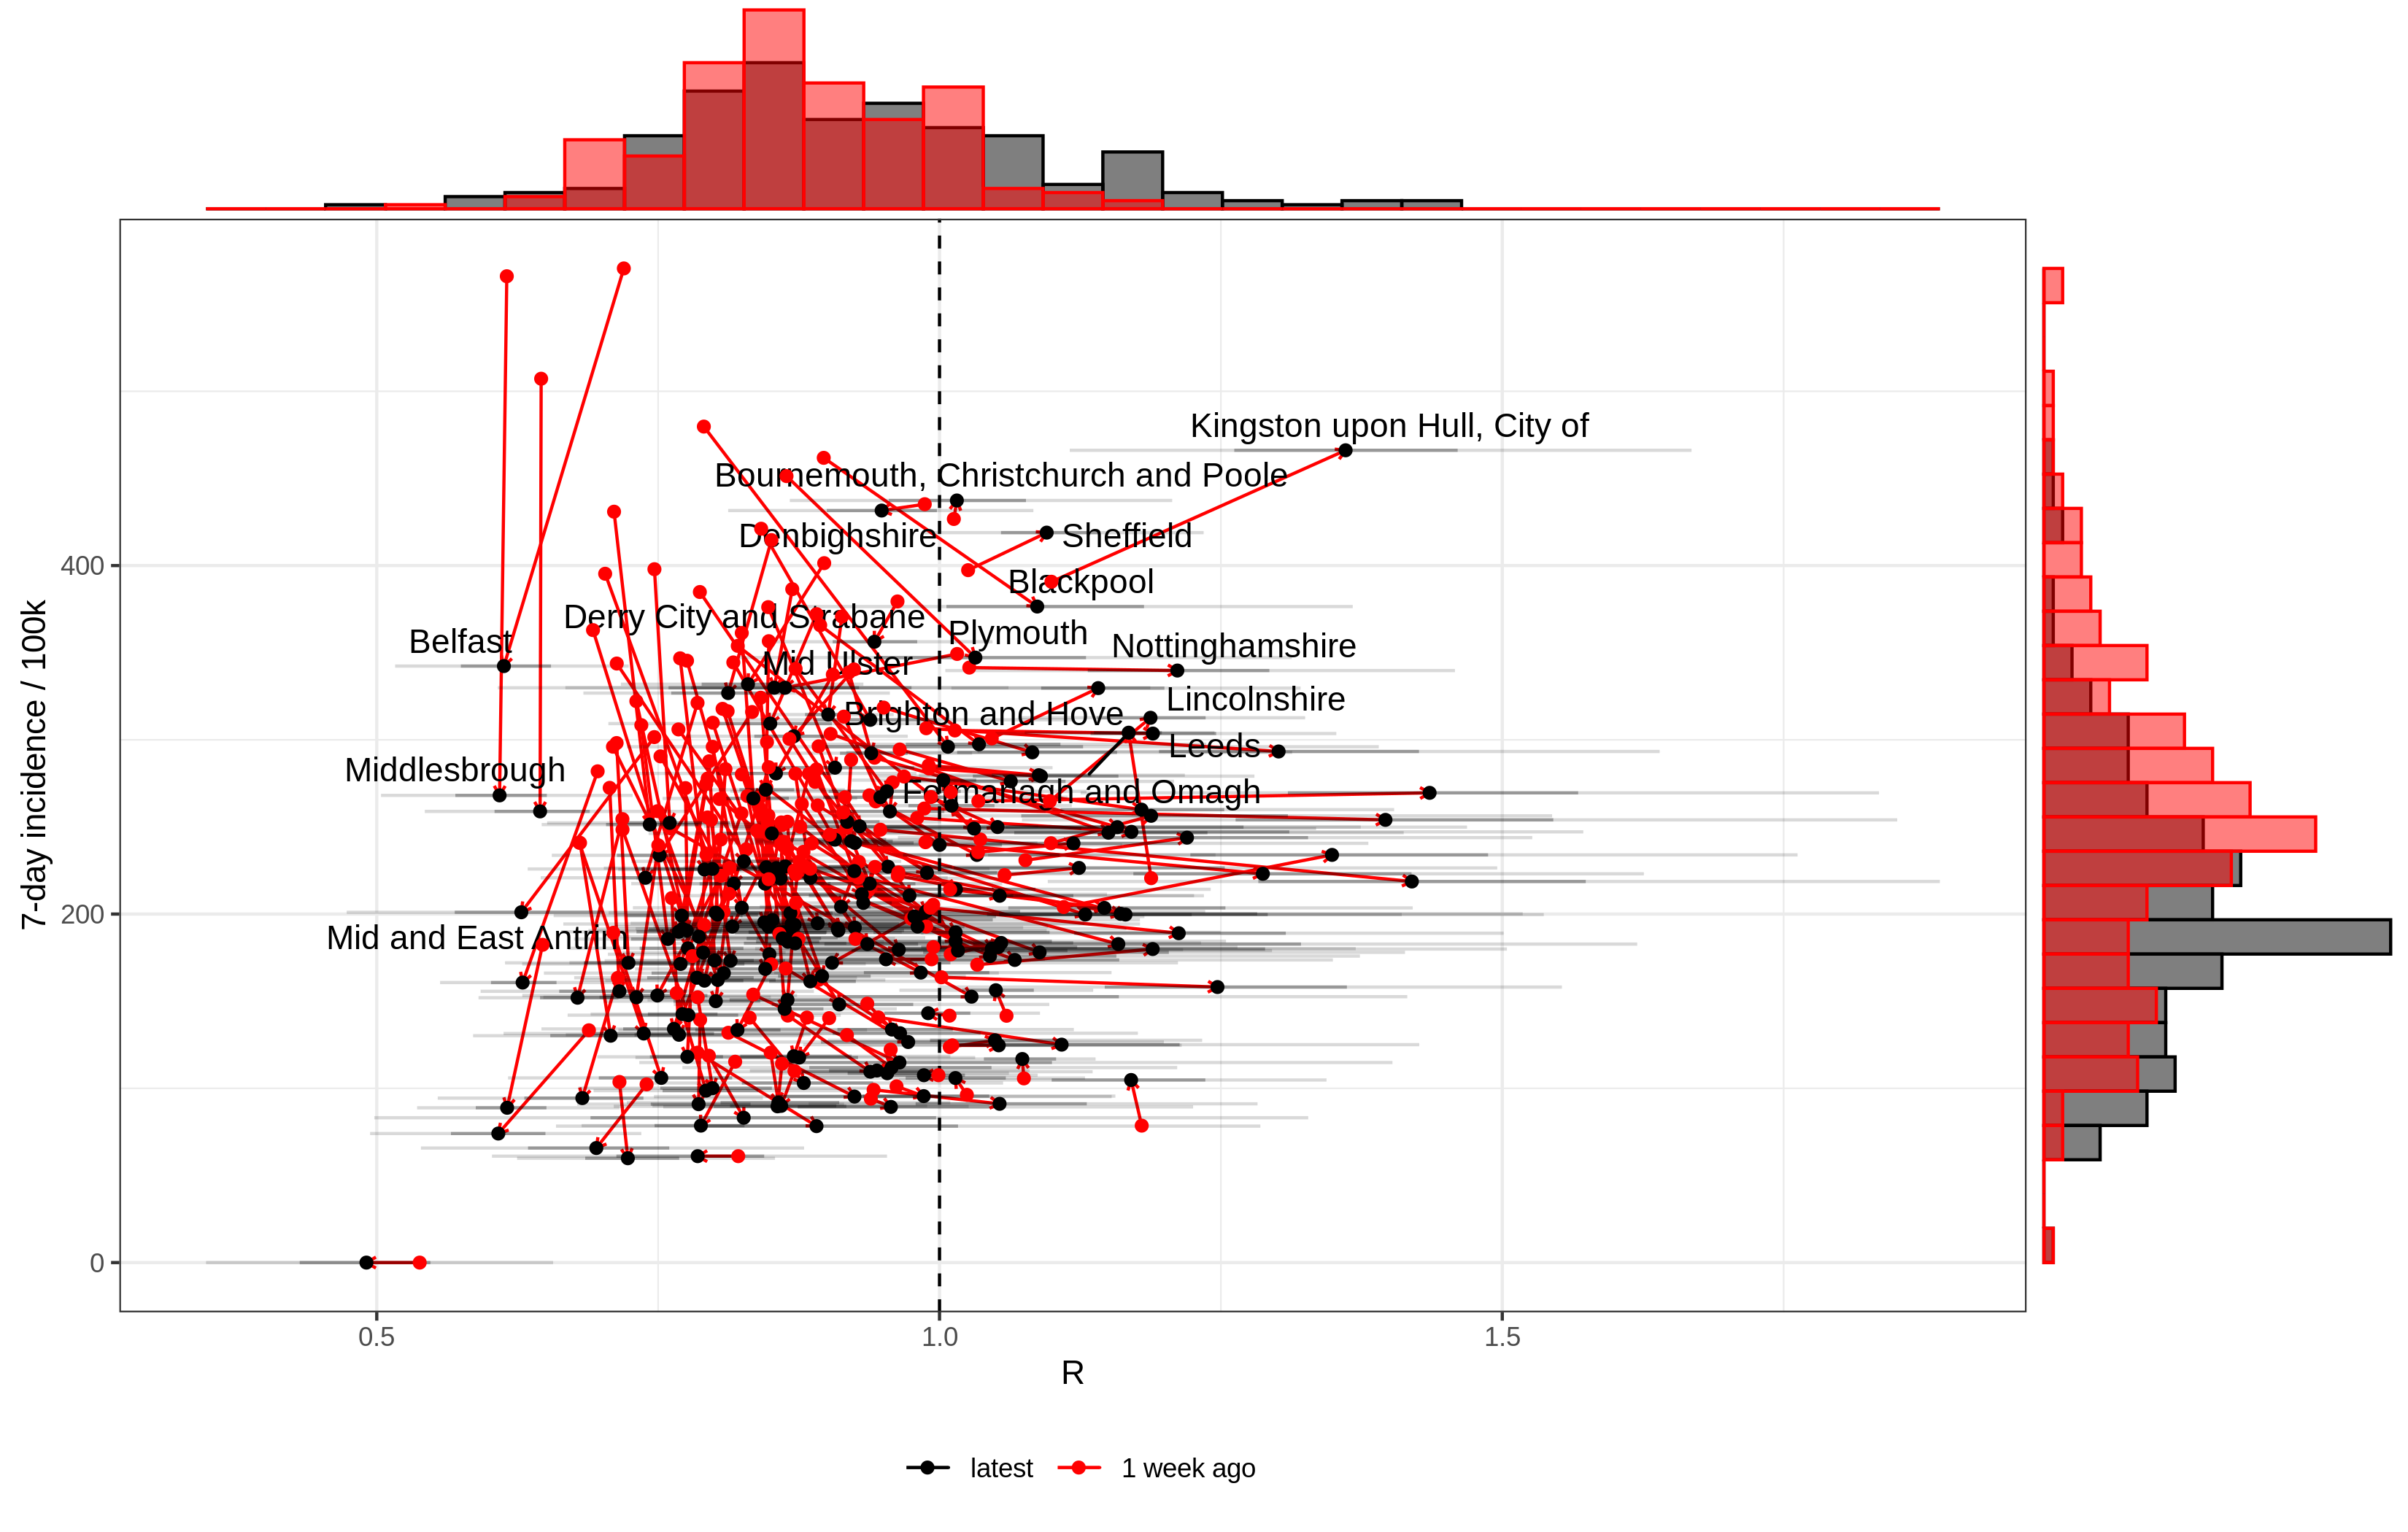 Kingston upon Hull, City of
Bournemouth, Christchurch and Poole
Denbighshire
Sheffield
Blackpool
Derry City and Strabane
Belfast
Plymouth
Nottinghamshire
Mid Ulster
Lincolnshire
Brighton and Hove
Leeds
Middlesbrough
Fermanagh and Omagh
Mid and East Antrim
7-day incidence / 100k
400
200
0
0.5
1.0
1.5
R
latest
1 week ago